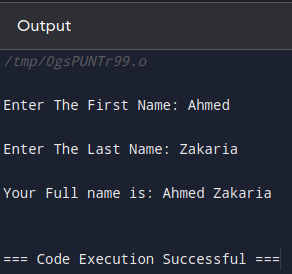 Output
/tmp/OgsPUNTr99.o
Enter The First Name: Ahmed
Enter The Last Name: Zakaria
Your Full name is: Ahmed Zakaria
=== Code Execution Successful ===